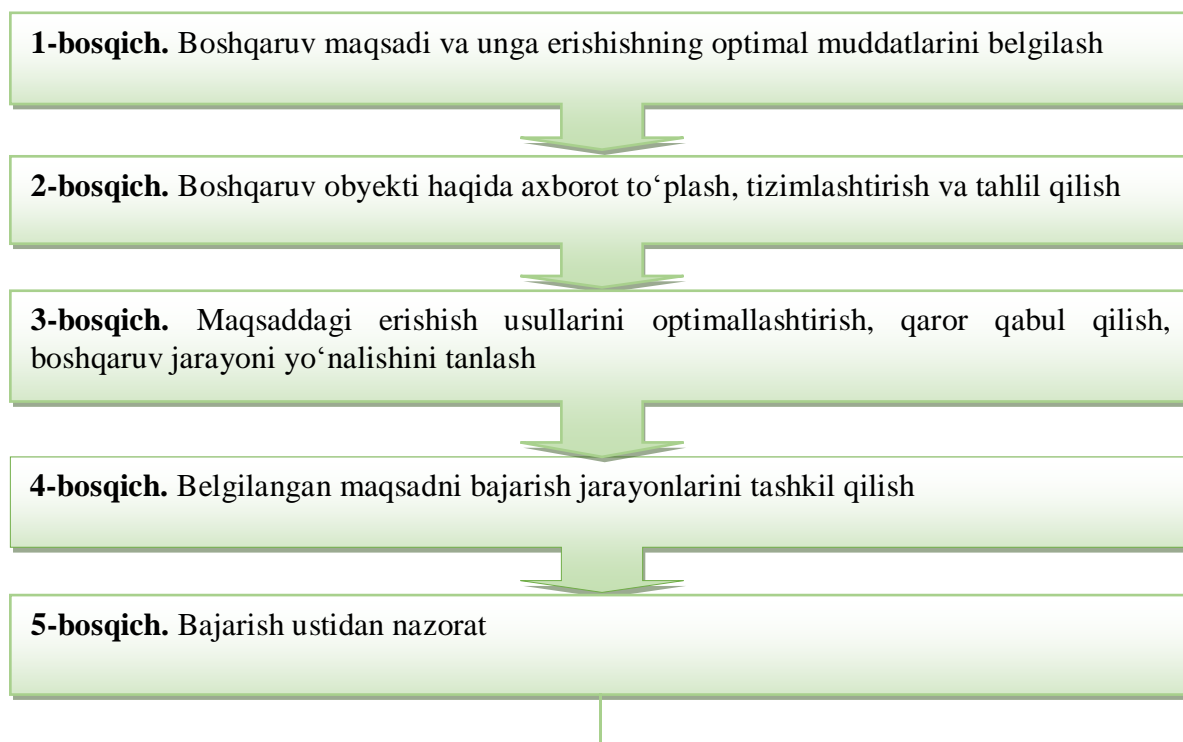 1-bosqich. Boshqaruv maqsadi va unga erishishning optimal muddatlarini belgilash
2-bosqich. Boshqaruv obyekti haqida axborot to‘plash, tizimlashtirish va tahlil qilish
3-bosqich. Maqsaddagi erishish usullarini optimallashtirish, qaror qabul qilish,
boshqaruv jarayoni yo‘nalishini tanlash
4-bosqich. Belgilangan maqsadni bajarish jarayonlarini tashkil qilish
5-bosqich. Bajarish ustidan nazorat